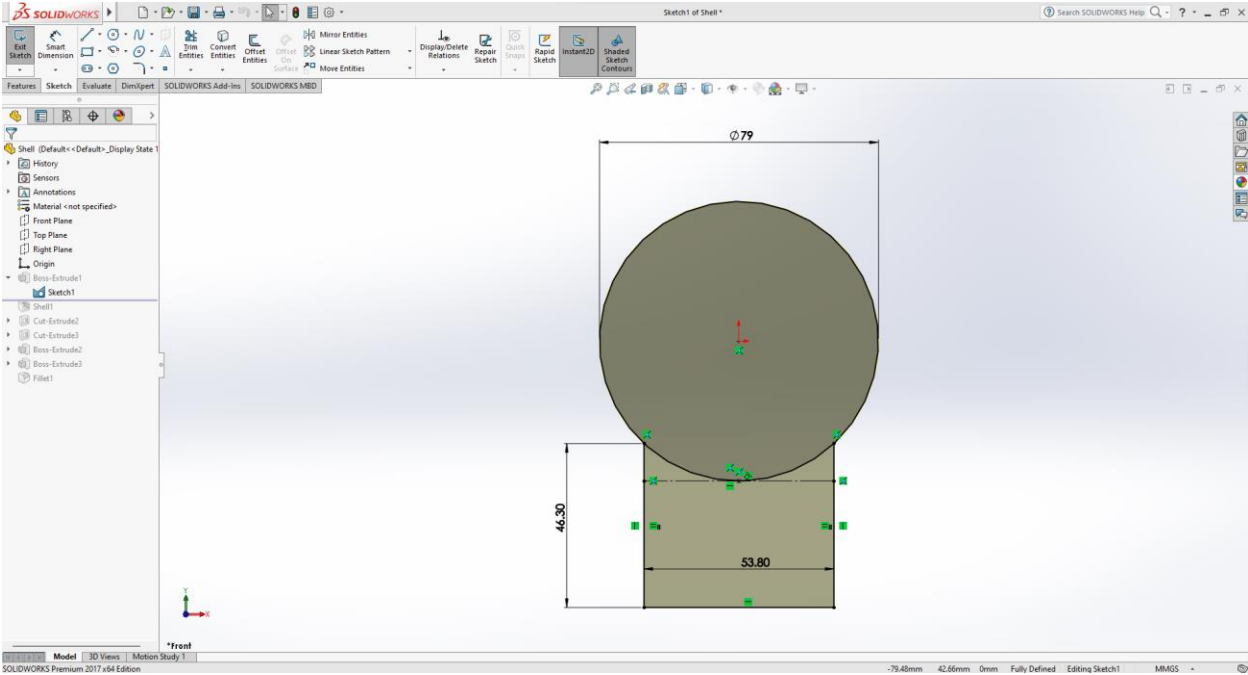 SOLIDWORKS
Sketch1 of Shell *
Search SOLIDWORKS Help
Exit Sketch
Smart Dimension
Trim Entities
Convert Entities
Offset Entities
Offset On Surface
Mirror Entities
Linear Sketch Pattern
Move Entities
Display/Delete Relations
Repair Sketch
Quick Snaps
Rapid Sketch
Instant2D
Shaded Sketch Contours
Features Sketch Evaluate DimXpert SOLIDWORKS Add-Ins SOLIDWORKS MBD
Shell (Default<<Default>_Display State 1
History
Sensors
Annotations
Material <not specified>
Front Plane
Top Plane
Right Plane
Origin
Boss-Extrude1
Sketch1
Shell1
Cut-Extrude2
Cut-Extrude3
Boss-Extrude2
Boss-Extrude3
Fillet1
Ø79
46.30
53.80
Y
X
*Front
Model 3D Views Motion Study 1
SOLIDWORKS Premium 2017 x64 Edition
-79.48mm 42.66mm 0mm Fully Defined Editing Sketch1 MMGS